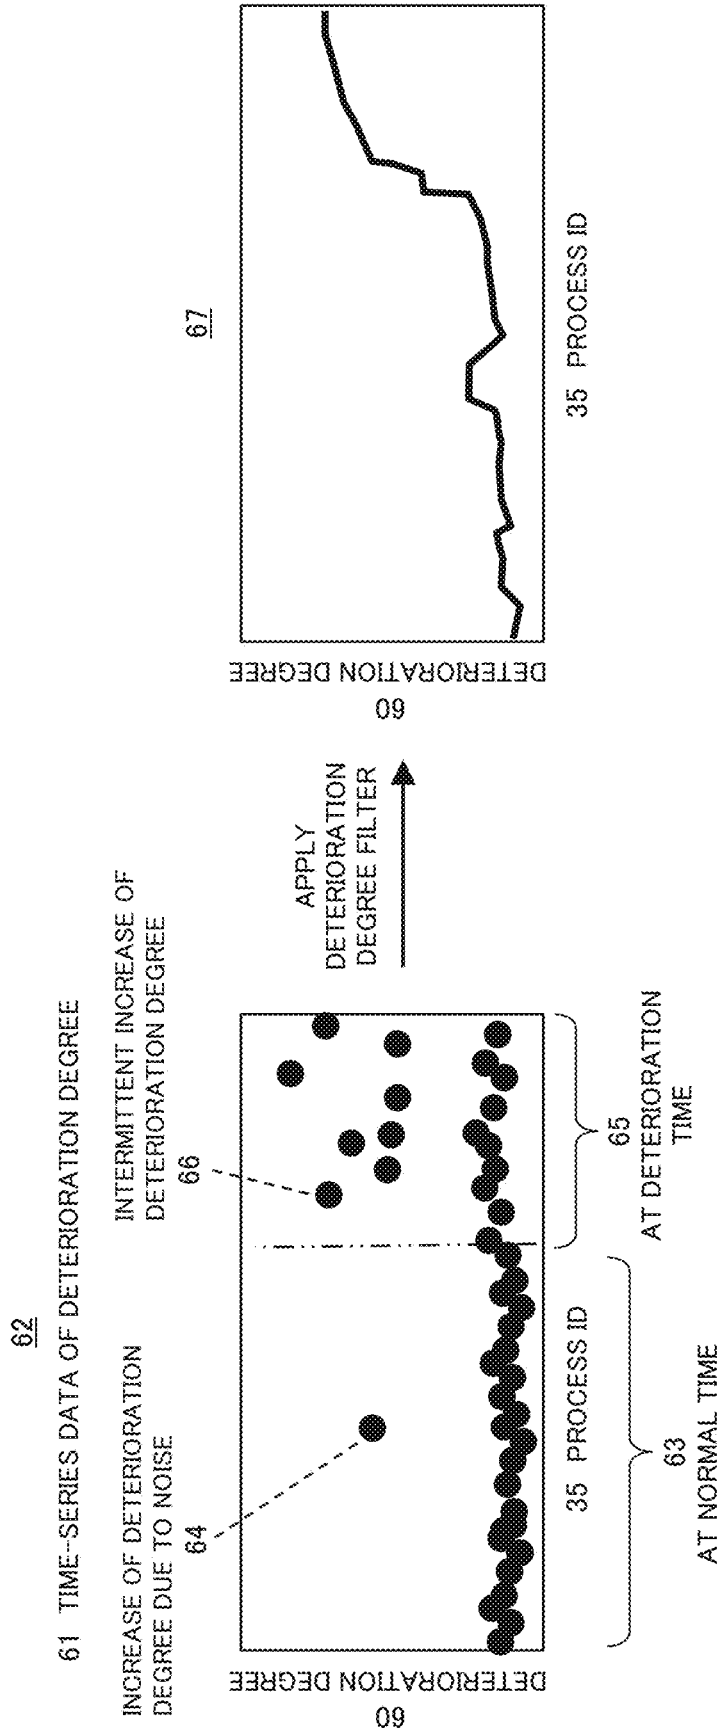 62
61 TIME-SERIES DATA OF DETERIORATION DEGREE
INCREASE OF DETERIORATION
DEGREE DUE TO NOISE
64
INTERMITTENT INCREASE OF
DETERIORATION DEGREE
66
60
DETERIORATION DEGREE
35 PROCESS ID
63
AT NORMAL TIME
65
AT DETERIORATION
TIME
APPLY
DETERIORATION
DEGREE FILTER
67
60
DETERIORATION DEGREE
35 PROCESS ID